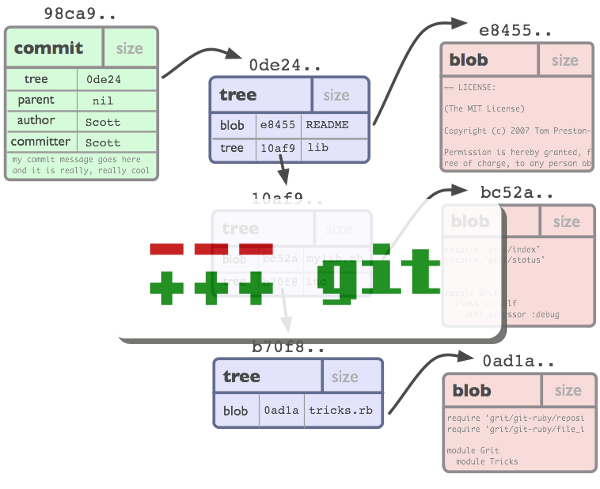 98ca9..
commit size
tree 0de24
parent nil
author Scott
committer Scott
my commit message goes here
and it is really, really cool
0de24..
tree size
blob e8455 README
tree 10af9 lib
e8455..
blob size
== LICENSE:
(The MIT License)
Copyright (c) 2007 Tom Preston-
Permission is hereby granted, f
ree of charge, to any person ob
10af9..
tree size
blob bc52a mylib.rb
tree b70f8 inc
bc52a..
blob size
require 'grit/index'
require 'grit/status'
module Grit
class << self
attr_accessor :debug
--- 
+++ git
b70f8..
tree size
blob 0ad1a tricks.rb
0ad1a..
blob size
require 'grit/git-ruby/reposi
require 'grit/git-ruby/file_i
module Grit
module Tricks